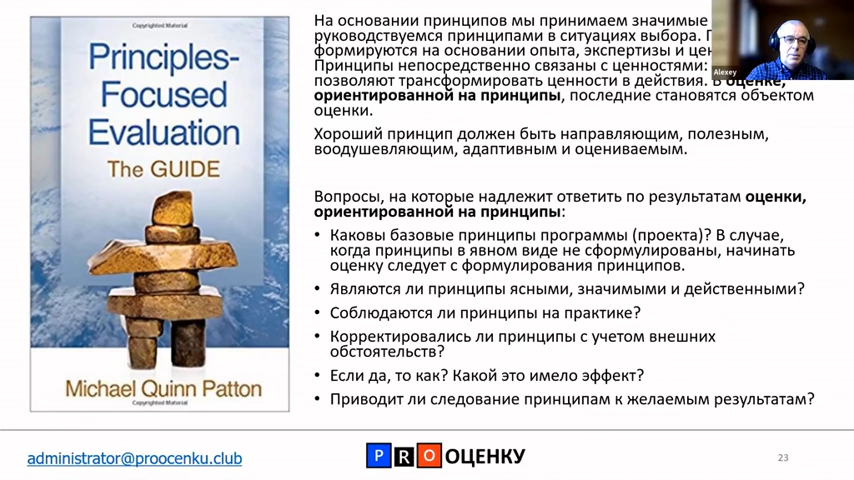 Copyrighted Material
Principles-
Focused
Evaluation
The GUIDE
Michael Quinn Patton
Copyrighted Material
На основании принципов мы принимаем значимые
руководствуемся принципами в ситуациях выбора.
формируются на основании опыта, экспертизы и
Принципы непосредственно связаны с ценностями:
позволяют трансформировать ценности в действия. В оценке,
ориентированной на принципы, последние становятся объектом
оценки.
Хороший принцип должен быть направляющим, полезным,
воодушевляющим, адаптивным и оцениваемым.
Вопросы, на которые надлежит ответить по результатам оценки,
ориентированной на принципы:
• Каковы базовые принципы программы (проекта)? В случае,
когда принципы в явном виде не сформулированы, начинать
оценку следует с формулирования принципов.
• Являются ли принципы ясными, значимыми и действенными?
• Соблюдаются ли принципы на практике?
• Корректировались ли принципы с учетом внешних
обстоятельств?
• Если да, то как? Какой это имело эффект?
• Приводит ли следование принципам к желаемым результатам?
Alexey
administrator@proocenku.club
PRO ОЦЕНКУ
23